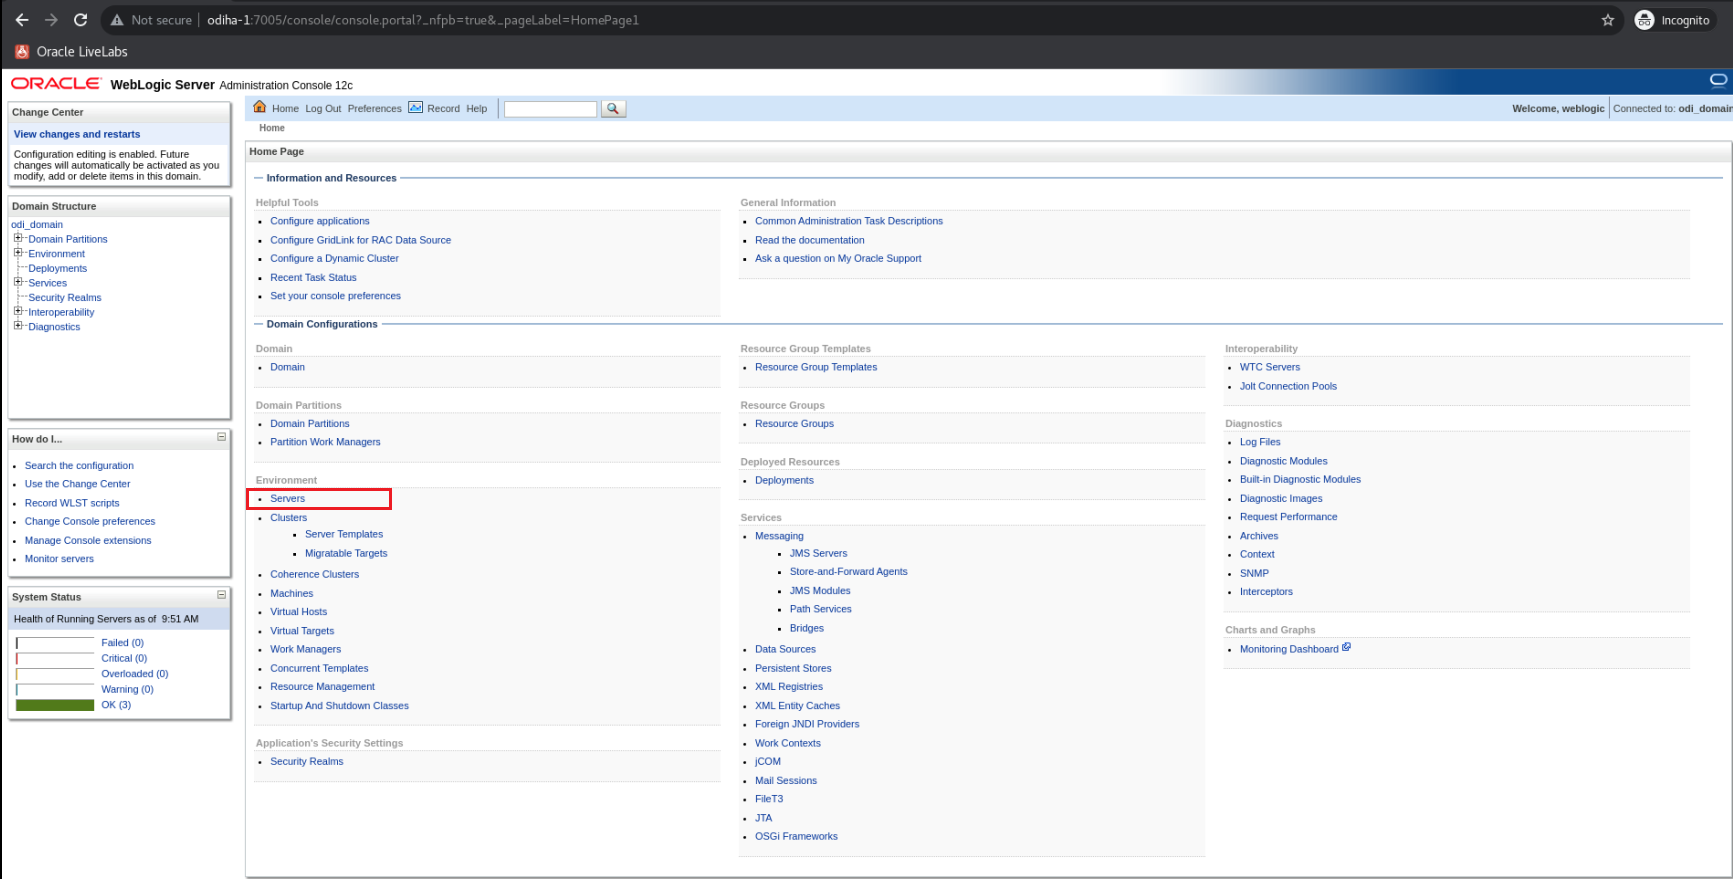 Not secure | odiha-1:7005/console/console.portal?_nfpb=true&_pageLabel=HomePage1
Incognito
Oracle LiveLabs
ORACLE WebLogic Server Administration Console 12c
Change Center
View changes and restarts
Configuration editing is enabled. Future
changes will automatically be activated as you
modify, add or delete items in this domain.
Domain Structure
odi_domain
Domain Partitions
Environment
Deployments
Services
Security Realms
Interoperability
Diagnostics
How do I...
Search the configuration
Use the Change Center
Record WLST scripts
Change Console preferences
Manage Console extensions
Monitor servers
System Status
Health of Running Servers as of 9:51 AM
Failed (0)
Critical (0)
Overloaded (0)
Warning (0)
OK (3)
Home Log Out Preferences Record Help
Welcome, weblogic Connected to: odi_domain
Home
Home Page
Information and Resources
Helpful Tools
Configure applications
Configure GridLink for RAC Data Source
Configure a Dynamic Cluster
Recent Task Status
Set your console preferences
General Information
Common Administration Task Descriptions
Read the documentation
Ask a question on My Oracle Support
Domain Configurations
Domain
Domain
Domain Partitions
Domain Partitions
Partition Work Managers
Environment
Servers
Clusters
Server Templates
Migratable Targets
Coherence Clusters
Machines
Virtual Hosts
Virtual Targets
Work Managers
Concurrent Templates
Resource Management
Startup And Shutdown Classes
Application's Security Settings
Security Realms
Resource Group Templates
Resource Group Templates
Resource Groups
Resource Groups
Deployed Resources
Deployments
Services
Messaging
JMS Servers
Store-and-Forward Agents
JMS Modules
Path Services
Bridges
Data Sources
Persistent Stores
XML Registries
XML Entity Caches
Foreign JNDI Providers
Work Contexts
jCOM
Mail Sessions
FileT3
JTA
OSGi Frameworks
Interoperability
WTC Servers
Jolt Connection Pools
Diagnostics
Log Files
Diagnostic Modules
Built-in Diagnostic Modules
Diagnostic Images
Request Performance
Archives
Context
SNMP
Interceptors
Charts and Graphs
Monitoring Dashboard